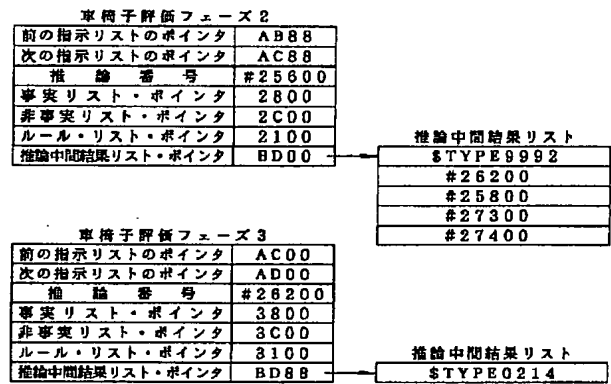 車椅子評価フェーズ2
前の指示リストのポインタ AB88
次の指示リストのポインタ AC88
推論番号 #25600
事実リスト・ポインタ 2800
非事実リスト・ポインタ 2C00
ルール・リスト・ポインタ 2100
推論中間結果リスト・ポインタ BD00
推論中間結果リスト
$TYPE9992
#26200
#25800
#27300
#27400
車椅子評価フェーズ3
前の指示リストのポインタ AC00
次の指示リストのポインタ AD00
推論番号 #26200
事実リスト・ポインタ 3800
非事実リスト・ポインタ 3C00
ルール・リスト・ポインタ 3100
推論中間結果リスト・ポインタ BD88
推論中間結果リスト
$TYPE0214